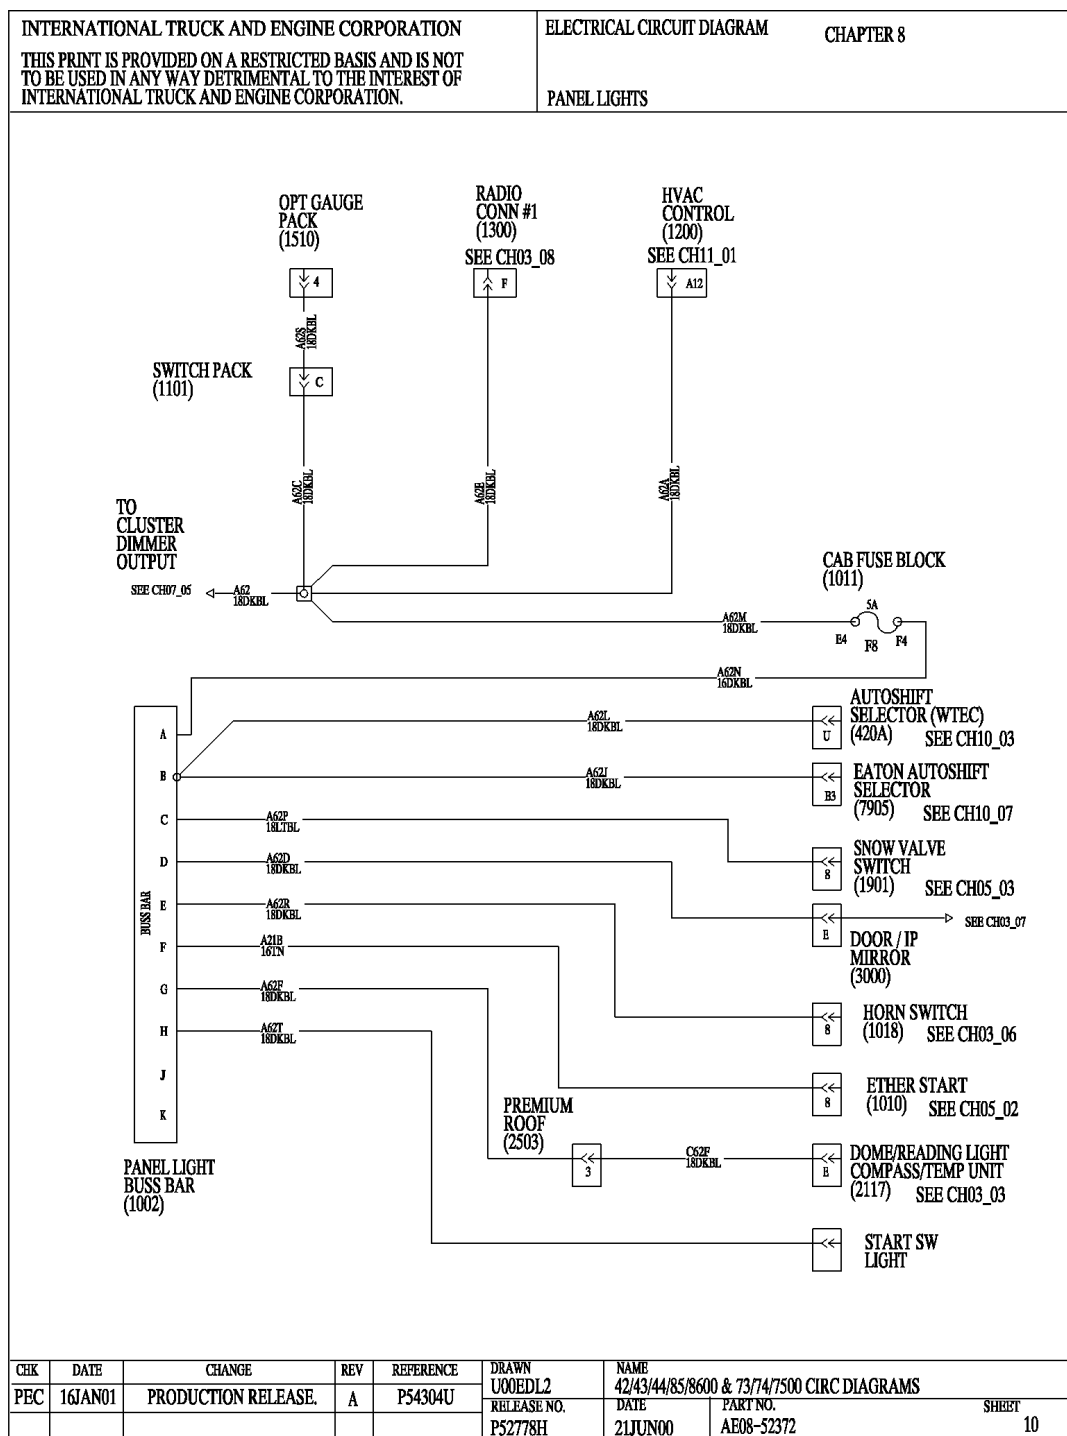 INTERNATIONAL TRUCK AND ENGINE CORPORATION
THIS PRINT IS PROVIDED ON A RESTRICTED BASIS AND IS NOT
TO BE USED IN ANY WAY DETRIMENTAL TO THE INTEREST OF
INTERNATIONAL TRUCK AND ENGINE CORPORATION.
ELECTRICAL CIRCUIT DIAGRAM
CHAPTER 8
PANEL LIGHTS
OPT GAUGE
PACK
(1510)
RADIO
CONN #1
(1300)
SEE CH03_08
HVAC
CONTROL
(1200)
SEE CH11_01
4
F
A12
A62S
18DKBL
SWITCH PACK
(1101)
C
A62C
18DKBL
A62E
18DKBL
A62A
18DKBL
TO
CLUSTER
DIMMER
OUTPUT
SEE CH07_05
A62
18DKBL
CAB FUSE BLOCK
(1011)
5A
A62M
18DKBL
E4
F8
F4
A62N
16DKBL
BUSS BAR
A
B
C
D
E
F
G
H
J
K
A62L
18DKBL
U
AUTOSHIFT
SELECTOR (WTEC)
(420A)
SEE CH10_03
A62J
18DKBL
B3
EATON AUTOSHIFT
SELECTOR
(7905)
SEE CH10_07
A62P
18LTBL
8
SNOW VALVE
SWITCH
(1901)
SEE CH05_03
A62D
18DKBL
E
SEE CH03_07
DOOR / IP
MIRROR
(3000)
A62R
18DKBL
8
HORN SWITCH
(1018)
SEE CH03_06
A21B
16TN
8
ETHER START
(1010)
SEE CH05_02
A62F
18DKBL
PREMIUM
ROOF
(2503)
3
C62F
18DKBL
E
DOME/READING LIGHT
COMPASS/TEMP UNIT
(2117)
SEE CH03_03
A62T
18DKBL
START SW
LIGHT
PANEL LIGHT
BUSS BAR
(1002)
CHK
DATE
CHANGE
REV
REFERENCE
PEC
16JAN01
PRODUCTION RELEASE.
A
P54304U
DRAWN
U00EDL2
NAME
42/43/44/85/8600 & 73/74/7500 CIRC DIAGRAMS
RELEASE NO.
P52778H
DATE
21JUN00
PART NO.
AE08-52372
SHEET
10